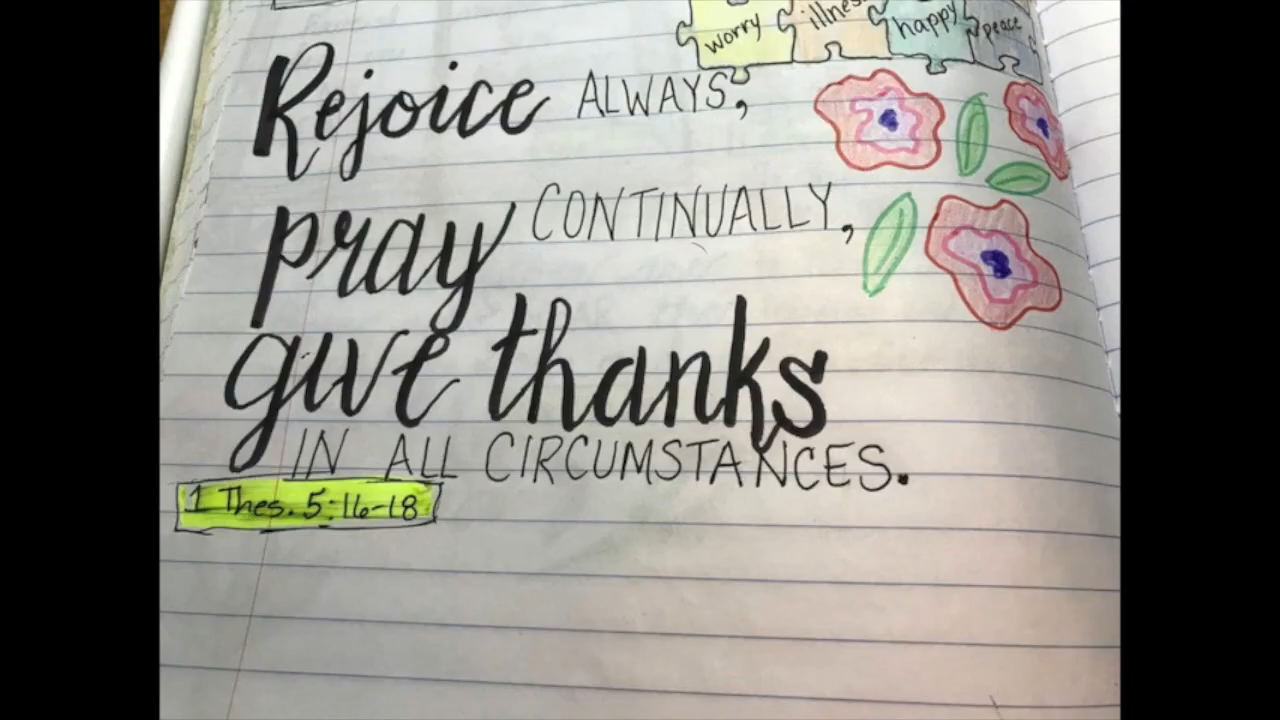 worry illness happy peace
Rejoice ALWAYS,
pray CONTINUALLY,
give thanks
IN ALL CIRCUMSTANCES.
1 Thes. 5:16-18